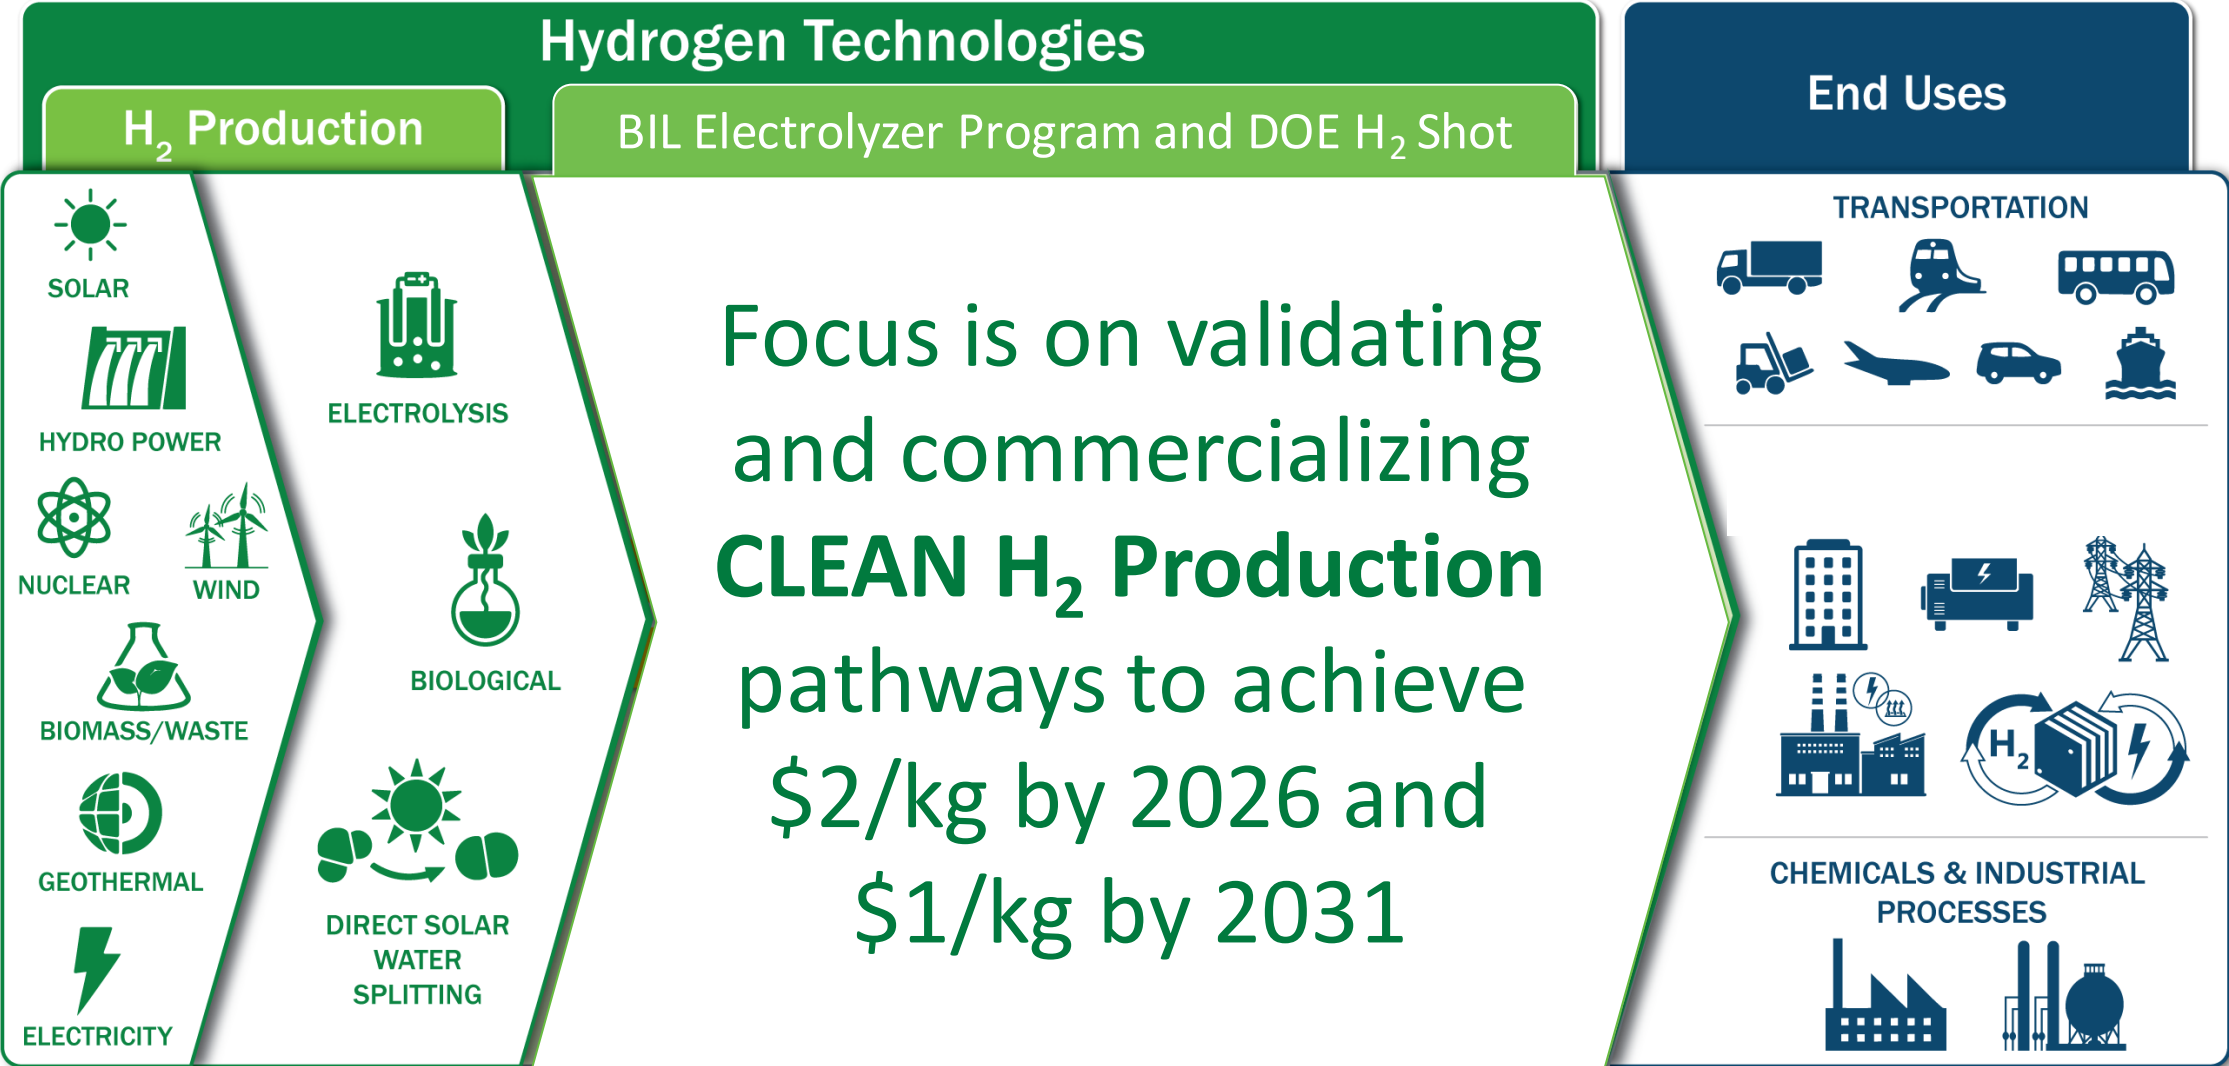 Hydrogen Technologies
H₂ Production
BIL Electrolyzer Program and DOE H₂ Shot
End Uses
SOLAR
HYDRO POWER
NUCLEAR
WIND
BIOMASS/WASTE
GEOTHERMAL
ELECTRICITY
ELECTROLYSIS
BIOLOGICAL
DIRECT SOLAR
WATER
SPLITTING
Focus is on validating
and commercializing
CLEAN H₂ Production
pathways to achieve
$2/kg by 2026 and
$1/kg by 2031
TRANSPORTATION
H₂
CHEMICALS & INDUSTRIAL
PROCESSES